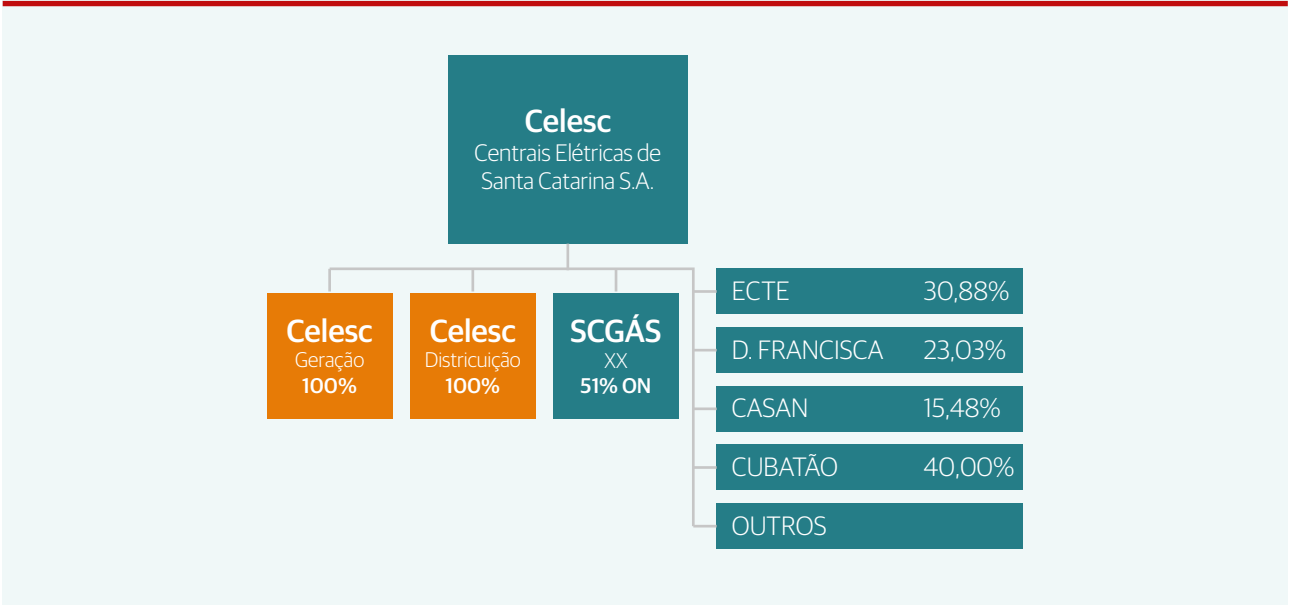 Celesc
Centrais Elétricas de
Santa Catarina S.A.
Celesc
Geração
100%
Celesc
Districuição
100%
SCGÁS
XX
51% ON
ECTE 30,88%
D. FRANCISCA 23,03%
CASAN 15,48%
CUBATÃO 40,00%
OUTROS